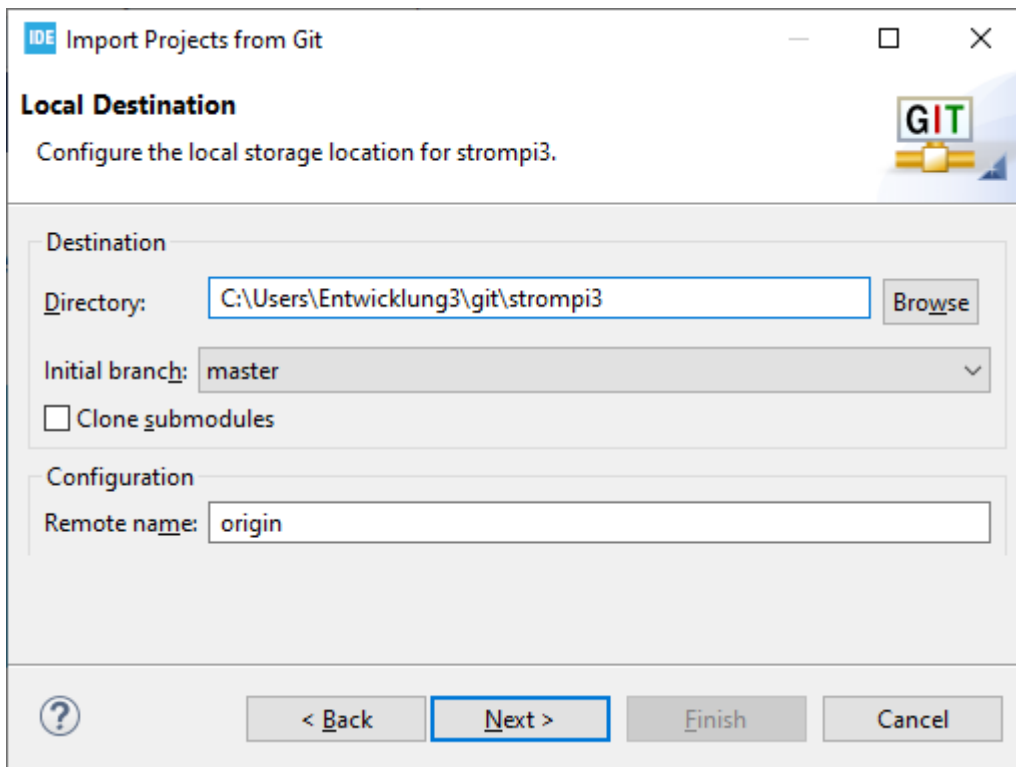 IDE Import Projects from Git
Local Destination
Configure the local storage location for strompi3.
GIT
Destination
Directory: C:\Users\Entwicklung3\git\strompi3 Browse
Initial branch: master
Clone submodules
Configuration
Remote name: origin
? < Back Next > Finish Cancel